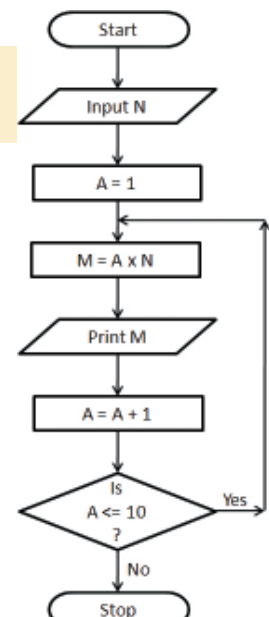 Start
Input N
A = 1
M = A x N
Print M
A = A + 1
Is
A <= 10
?
Yes
No
Stop